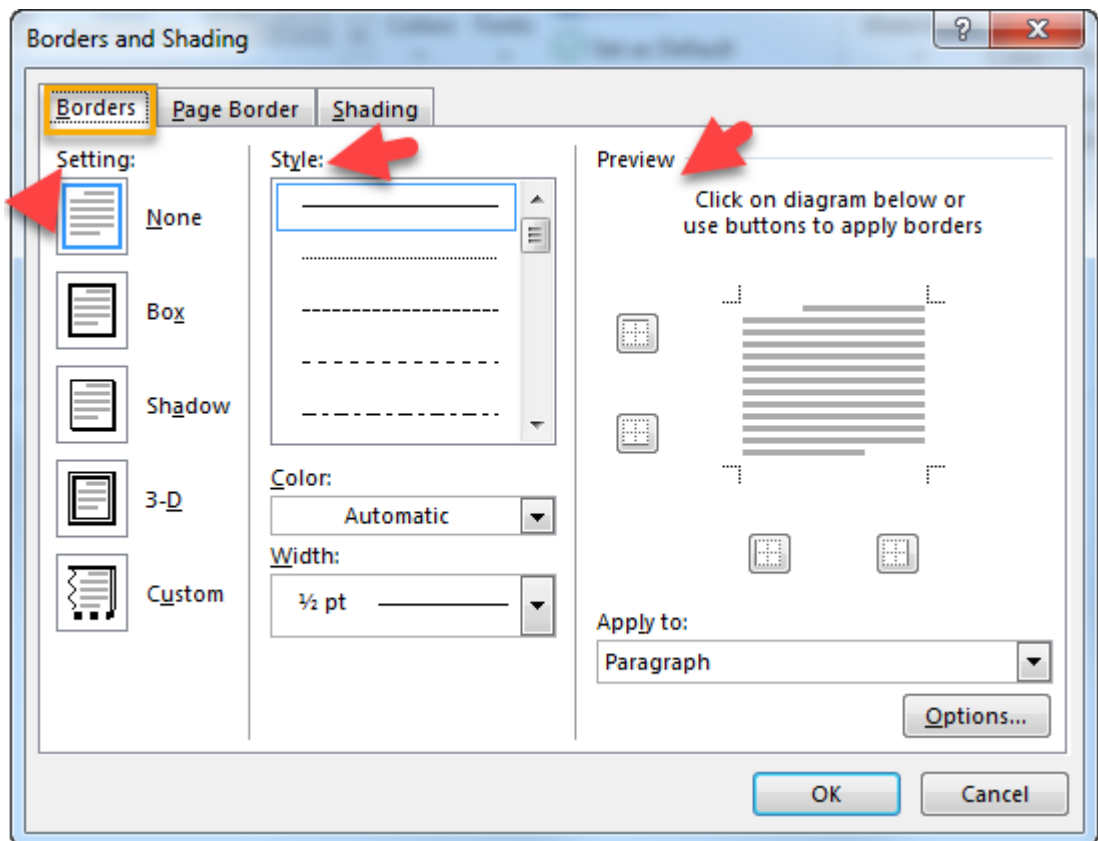 Borders and Shading
Borders
Page Border
Shading
Setting:
None
Box
Shadow
3-D
Custom
Style:
Color:
Automatic
Width:
½ pt
Preview
Click on diagram below or
use buttons to apply borders
Apply to:
Paragraph
Options...
OK
Cancel